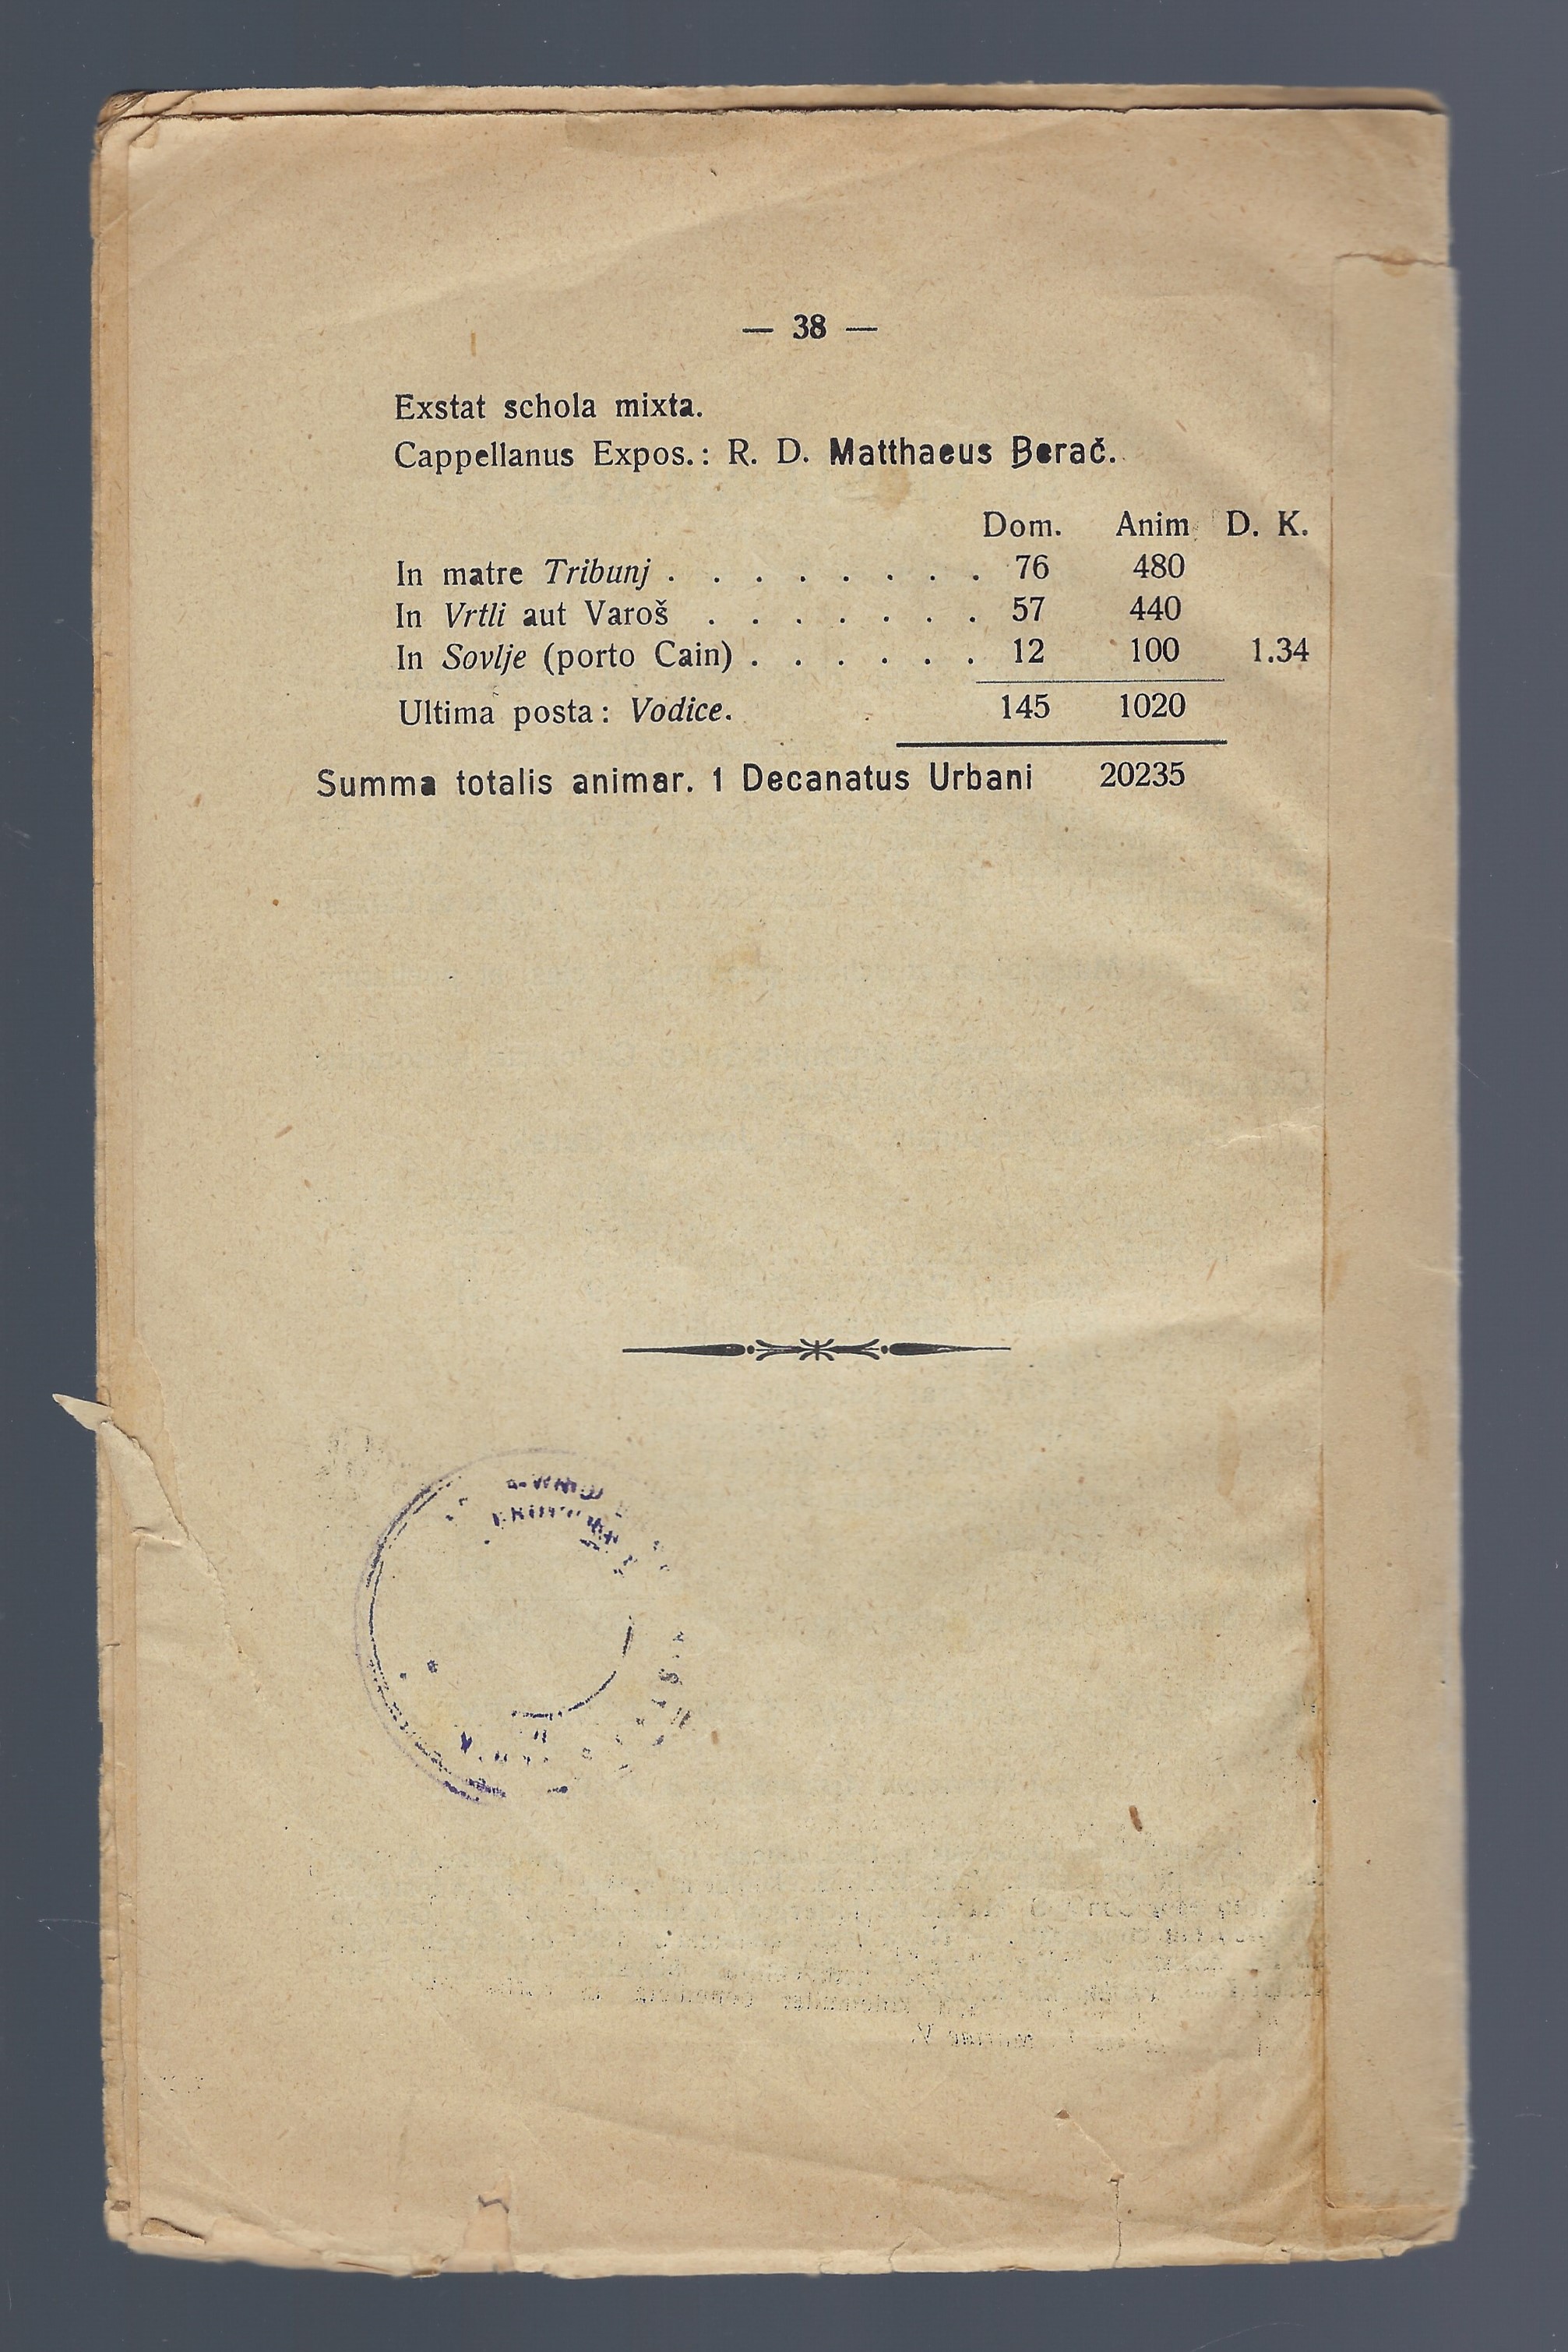 — 38 —
Exstat schola mixta.
Cappellanus Expos.: R. D. Matthaeus Berač.
Dom. Anim. D. K.
In matre Tribunj . . . . . . . . 76 480
In Vrtli aut Varoš . . . . . . . 57 440
In Sovlje (porto Cain) . . . . . . 12 100 1.34
Ultima posta: Vodice. 145 1020
Summa totalis animar. 1 Decanatus Urbani 20235